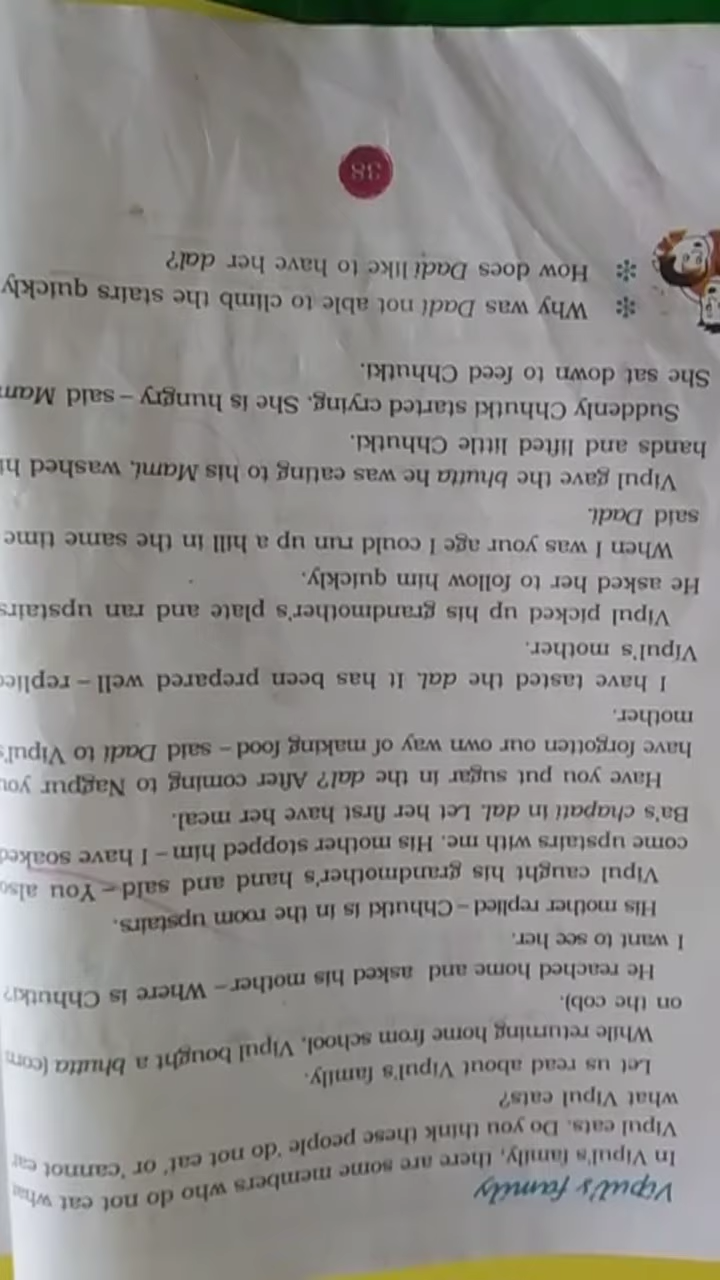 Vipul's family
In Vipul's family, there are some members who do not eat what
Vipul eats. Do you think these people 'do not eat' or 'cannot eat
what Vipul eats?
Let us read about Vipul's family.
While returning home from school, Vipul bought a bhutta (corn
on the cob).
He reached home and asked his mother – Where is Chhutki?
I want to see her.
His mother replied – Chhutki is in the room upstairs.
Vipul caught his grandmother's hand and said – You also
come upstairs with me. His mother stopped him – I have soaked
Ba's chapati in dal. Let her first have her meal.
Have you put sugar in the dal? After coming to Nagpur you
have forgotten our own way of making food – said Dadi to Vipul's
mother.
I have tasted the dal. It has been prepared well – replied
Vipul's mother.
Vipul picked up his grandmother's plate and ran upstairs
He asked her to follow him quickly.
When I was your age I could run up a hill in the same time
said Dadi.
Vipul gave the bhutta he was eating to his Mami, washed hi
hands and lifted little Chhutki.
Suddenly Chhutki started crying. She is hungry – said Mam
She sat down to feed Chhutki.
* Why was Dadi not able to climb the stairs quickly
* How does Dadi like to have her dal?
38